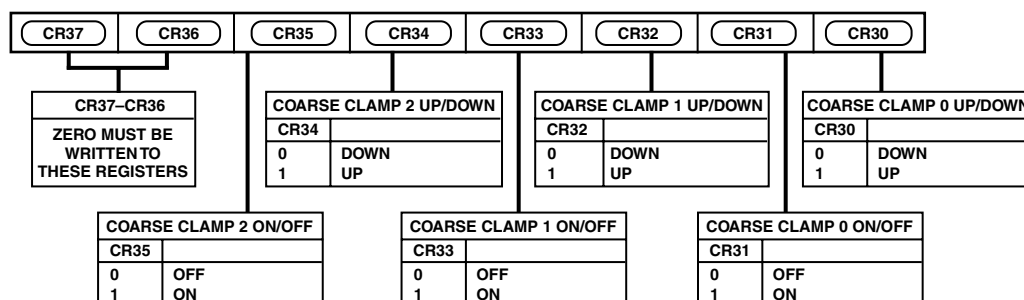 CR37 CR36 CR35 CR34 CR33 CR32 CR31 CR30
CR37–CR36
ZERO MUST BE
WRITTEN TO
THESE REGISTERS
COARSE CLAMP 2 UP/DOWN
CR34
0 DOWN
1 UP
COARSE CLAMP 1 UP/DOWN
CR32
0 DOWN
1 UP
COARSE CLAMP 0 UP/DOWN
CR30
0 DOWN
1 UP
COARSE CLAMP 2 ON/OFF
CR35
0 OFF
1 ON
COARSE CLAMP 1 ON/OFF
CR33
0 OFF
1 ON
COARSE CLAMP 0 ON/OFF
CR31
0 OFF
1 ON